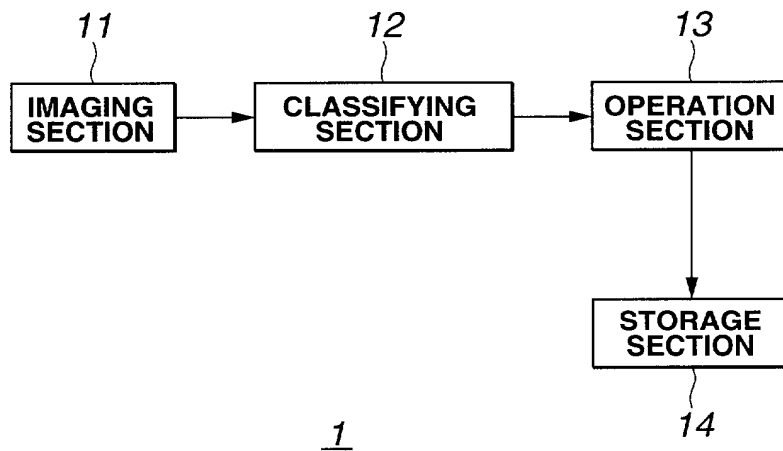 11
12
13
IMAGING
SECTION
CLASSIFYING
SECTION
OPERATION
SECTION
STORAGE
SECTION
14
1